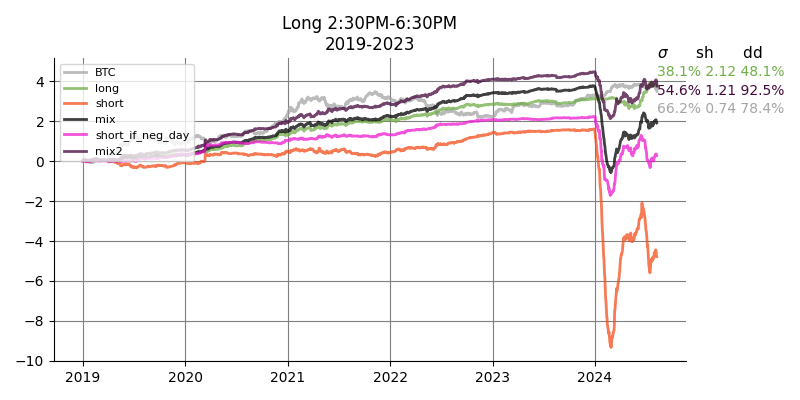 Long 2:30PM-6:30PM
2019-2023
σ sh dd
38.1% 2.12 48.1%
54.6% 1.21 92.5%
66.2% 0.74 78.4%
BTC
long
short
mix
short_if_neg_day
mix2
4
2
0
−2
−4
−6
−8
−10
2019 2020 2021 2022 2023 2024